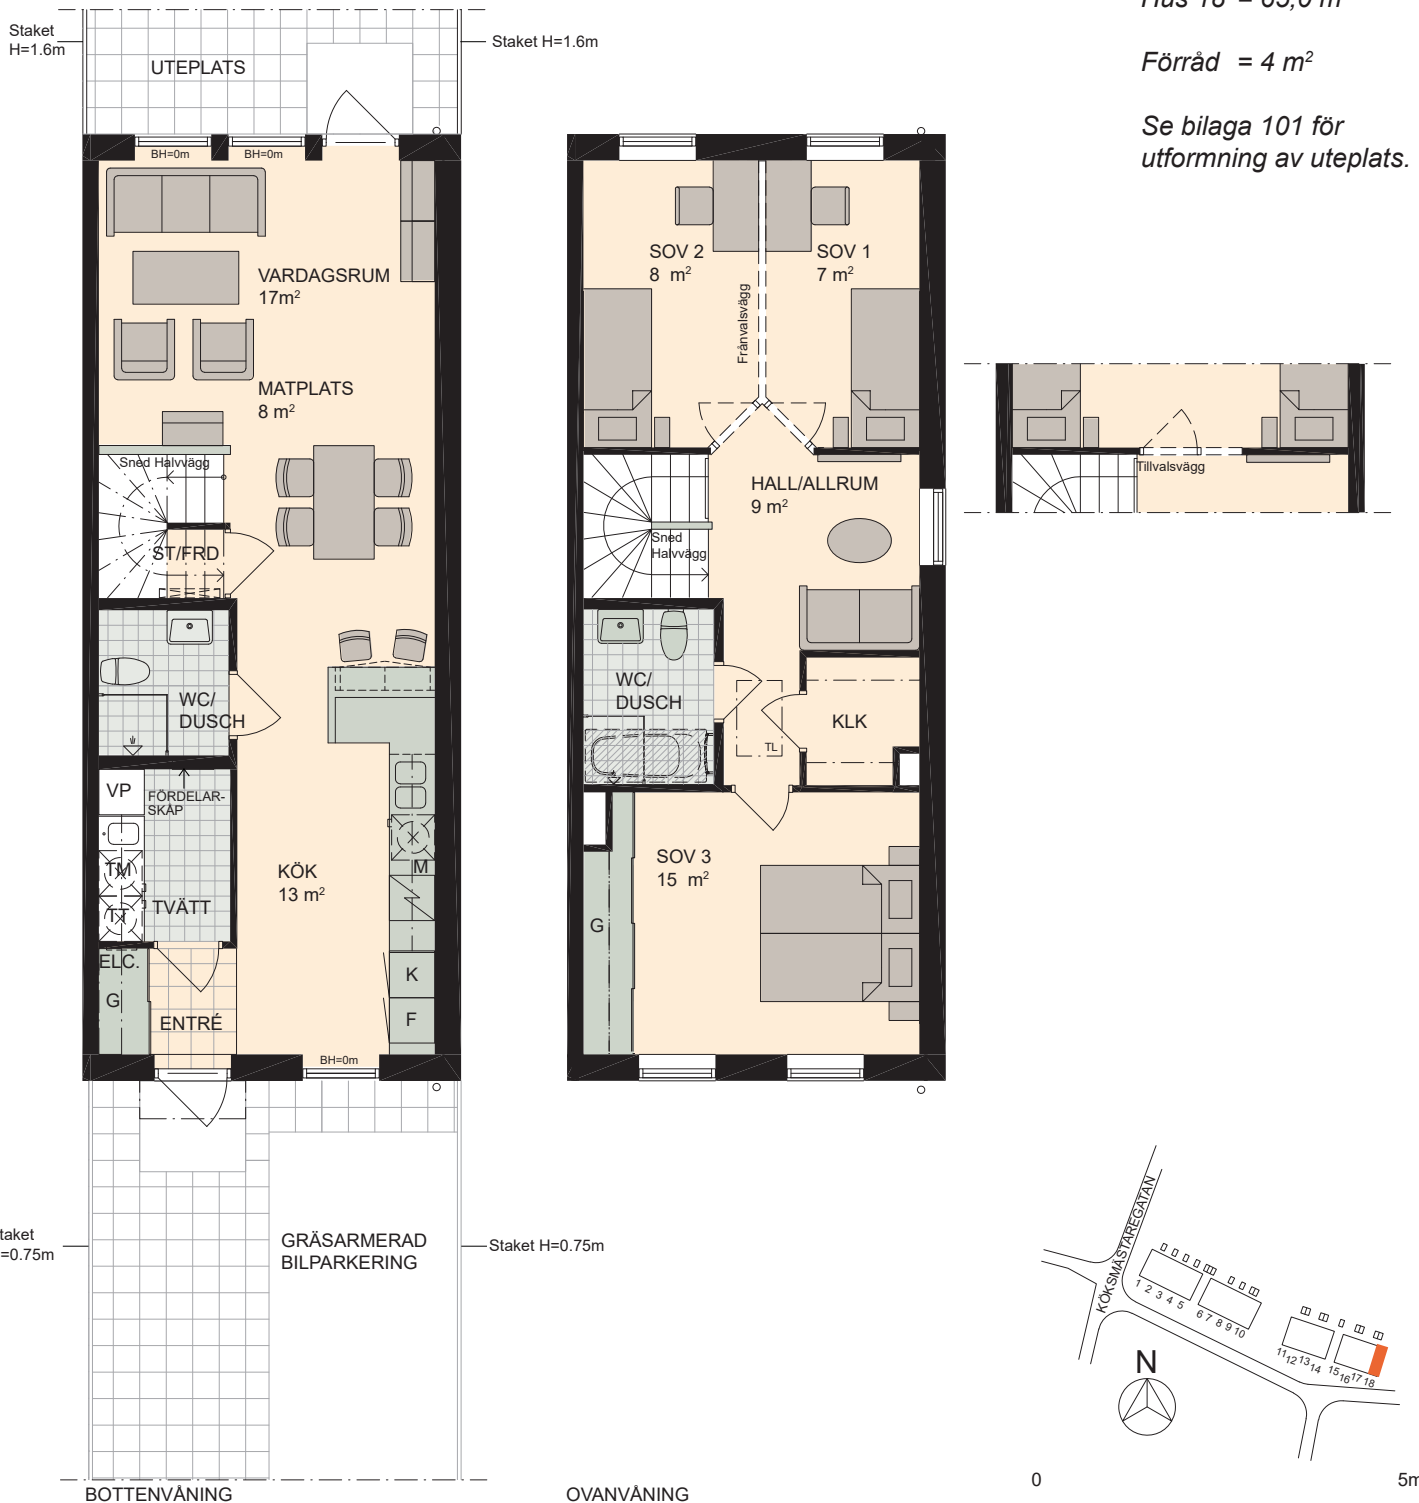 Förråd = 4 m²
Se bilaga 101 för
utformning av uteplats.
Staket
H=1.6m
Staket H=1.6m
UTEPLATS
BH=0m
BH=0m
VARDAGSRUM
17m²
MATPLATS
8 m²
Sned Halvvägg
ST/FRD
WC/
DUSCH
VP
FÖRDELAR-
SKÅP
TM
TT
TVÄTT
ELC.
G
ENTRÉ
KÖK
13 m²
M
K
F
BH=0m
GRÄSARMERAD
BILPARKERING
Staket H=0.75m
=0.75m
BOTTENVÅNING
SOV 2
8 m²
SOV 1
7 m²
Frånvalsvägg
HALL/ALLRUM
9 m²
Sned
Halvvägg
WC/
DUSCH
TL
KLK
SOV 3
15 m²
G
OVANVÅNING
Tillvalsvägg
KÖKSMÄSTAREGATAN
1 2 3 4 5
6 7 8 9 10
11 12 13 14
15 16 17 18
N
0
5m